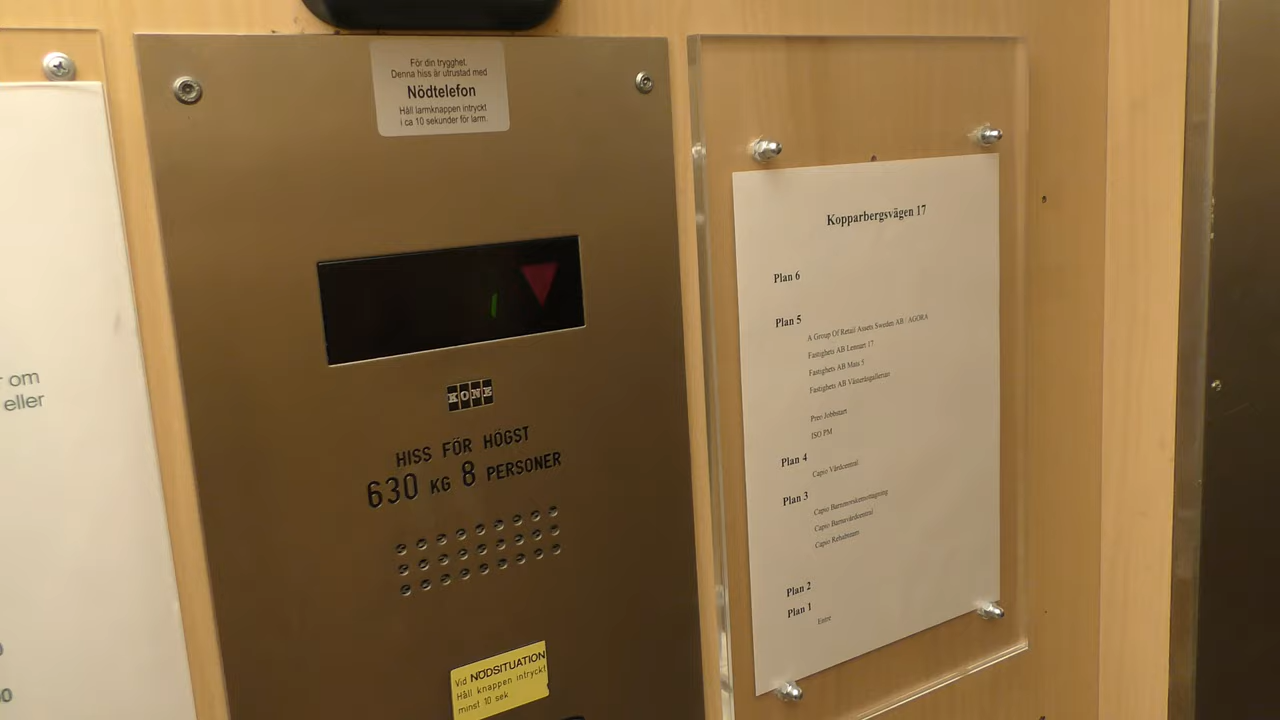 r om
eller
För din trygghet.
Denna hiss är utrustad med
Nödtelefon
Håll larmknappen intryckt
i ca 10 sekunder för larm.
KONE
HISS FÖR HÖGST
630 KG 8 PERSONER
Vid NÖDSITUATION
Håll knappen intryckt
minst 10 sek
Kopparbergsvägen 17
Plan 6
Plan 5
A Group Of Retail Assets Sweden AB / AGORA
Fastighets AB Lennart 17
Fastighets AB Mats 5
Fastighets AB Västeråsgallerian
Jobbstart
ISO PM
Plan 4
Capio Vårdcentral
Plan 3
Capio Barnmorskemottagning
Capio Barnavårdcentral
Capio Rehabteam
Plan 2
Plan 1
Entre